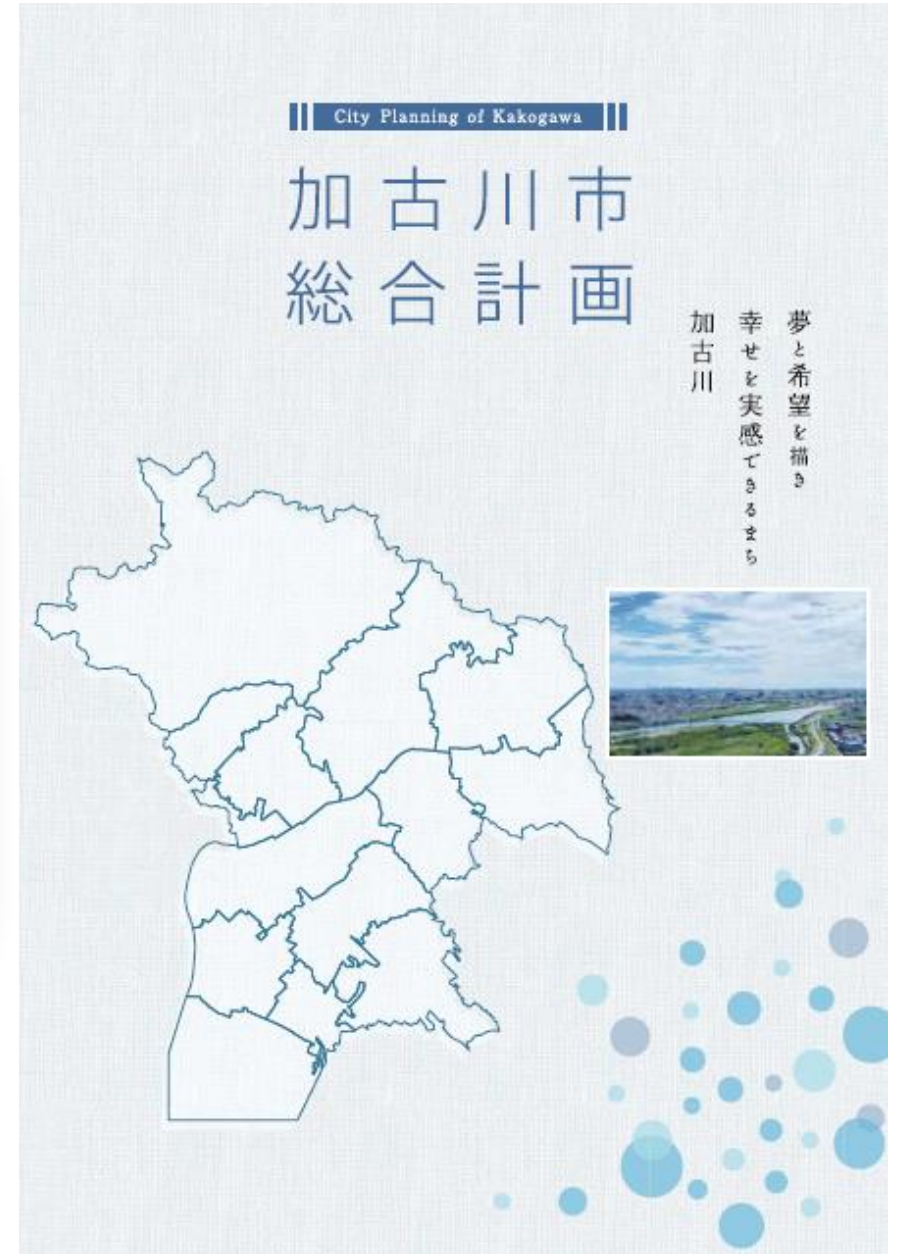 City Planning of Kakogawa
加古川市
総合計画
夢と希望を描き
幸せを実感できるまち
加古川